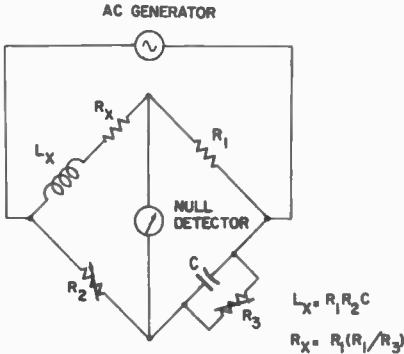 AC GENERATOR
Rx
R1
Lx
NULL
DETECTOR
C
R2
R3
Lx = R1R2C
Rx = R1(R1/R3)